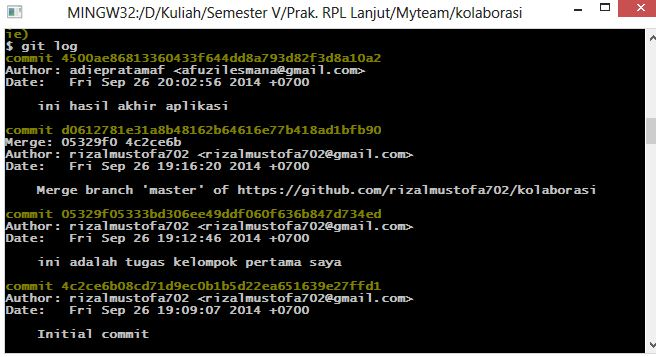 MINGW32:/D/Kuliah/Semester V/Prak. RPL Lanjut/Myteam/kolaborasi
ie)
$ git log
commit 4500ae86813360433f644dd8a793d82f3d8a10a2
Author: adiepratamaf <afuzilesmana@gmail.com>
Date:   Fri Sep 26 20:02:56 2014 +0700
ini hasil akhir aplikasi
commit d0612781e31a8b48162b64616e77b418ad1bfb90
Merge: 05329f0 4c2ce6b
Author: rizalmustofa702 <rizalmustofa702@gmail.com>
Date:   Fri Sep 26 19:16:20 2014 +0700
Merge branch 'master' of https://github.com/rizalmustofa702/kolaborasi
commit 05329f05333bd306ee49ddf060f636b847d734ed
Author: rizalmustofa702 <rizalmustofa702@gmail.com>
Date:   Fri Sep 26 19:12:46 2014 +0700
ini adalah tugas kelompok pertama saya
commit 4c2ce6b08cd71d9ec0b1b5d22ea651639e27ffd1
Author: rizalmustofa702 <rizalmustofa702@gmail.com>
Date:   Fri Sep 26 19:09:07 2014 +0700
Initial commit